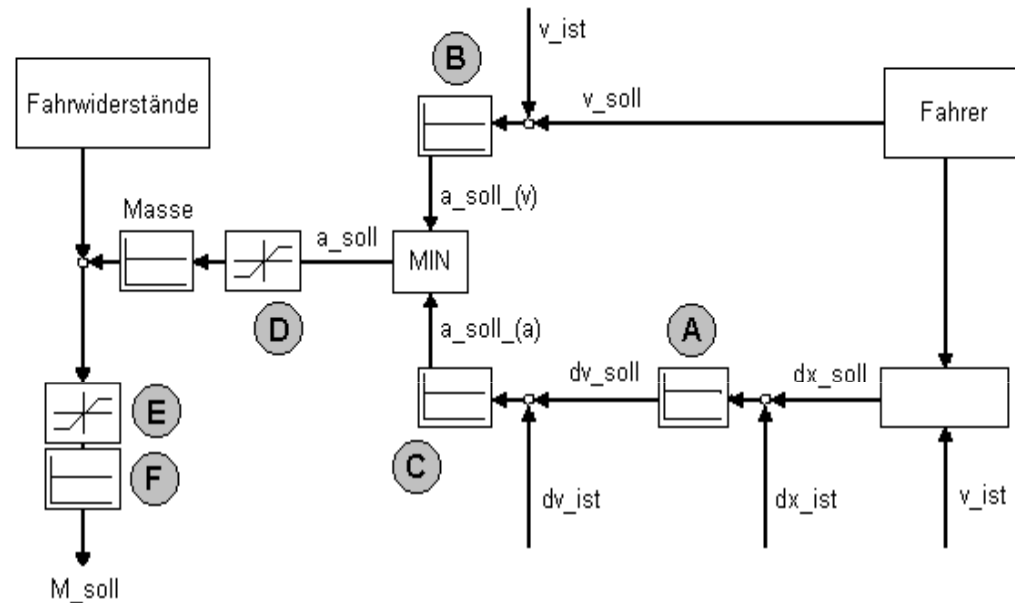 v_ist
B
Fahrwiderstände
v_soll
Fahrer
a_soll_(v)
Masse
a_soll
MIN
D
a_soll_(a)
A
dv_soll
dx_soll
E
C
F
dv_ist
dx_ist
v_ist
M_soll